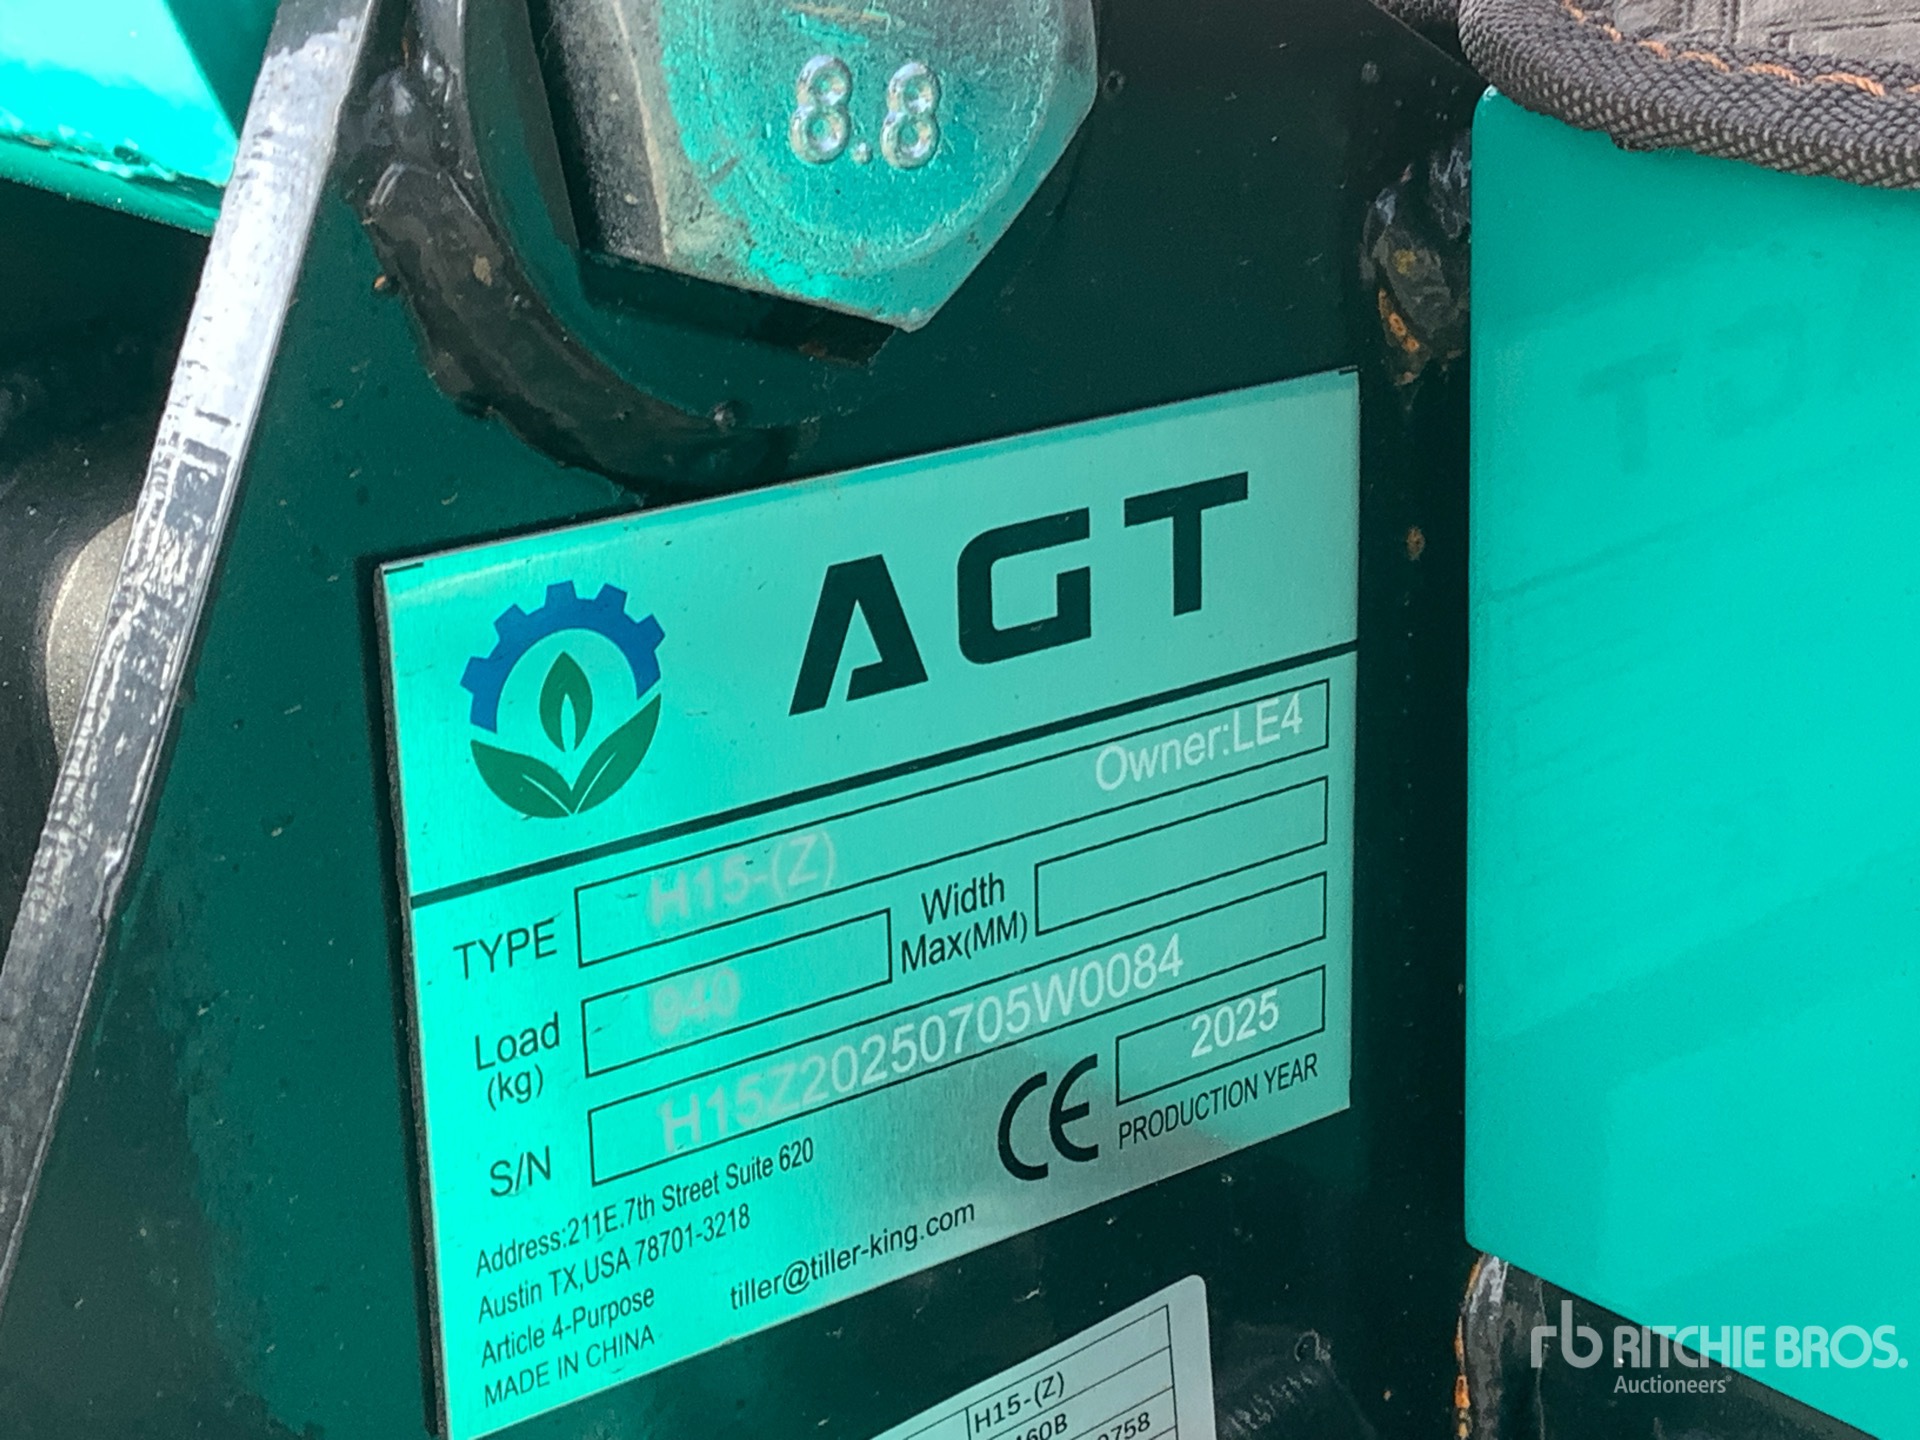 8.8
AGT
TYPE H15-(Z) Owner:LE4
Load (kg) 940 Width Max(MM)
S/N H15Z20250705W0084
CE 2025
PRODUCTION YEAR
Address:211E.7th Street Suite 620
Austin TX,USA 78701-3218
Article 4-Purpose
MADE IN CHINA
tiller@tiller-king.com
H15-(Z)
rb RITCHIE BROS.
Auctioneers